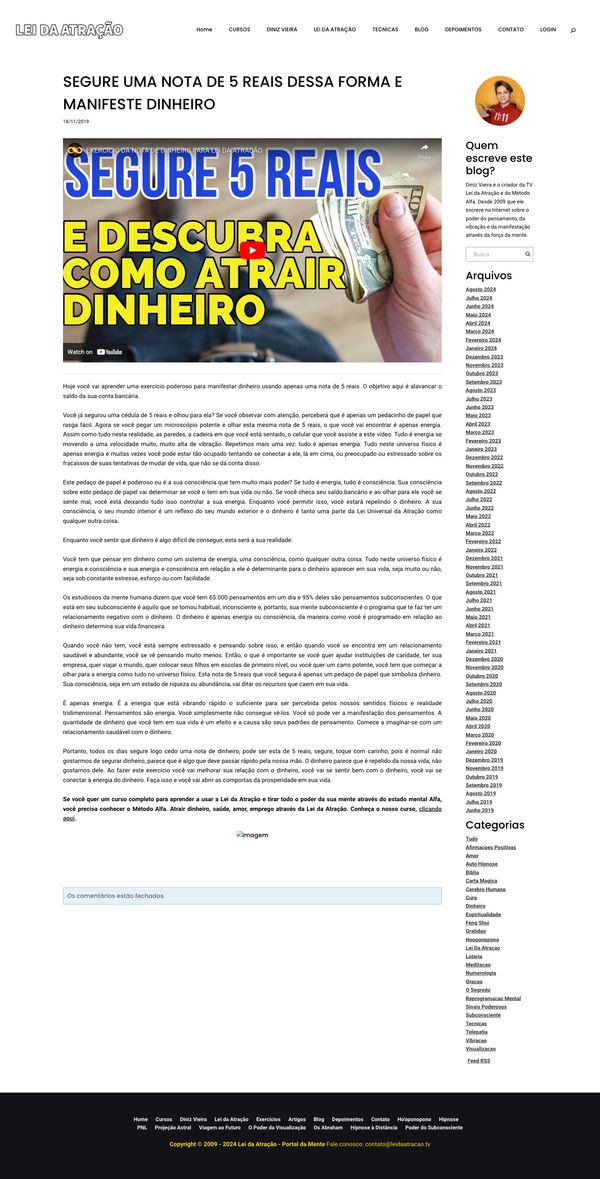 LEI DA ATRAÇÃO
Home CURSOS DINIZ VIEIRA LEI DA ATRAÇÃO TECNICAS BLOG DEPOIMENTOS CONTATO LOGIN
SEGURE UMA NOTA DE 5 REAIS DESSA FORMA E
MANIFESTE DINHEIRO
18/11/2019
EXERCÍCIO DA NOTA DE DINHEIRO PARA LEI DA ATRAÇÃO
Share
SEGURE 5 REAIS
E DESCUBRA
COMO ATRAIR
DINHEIRO
Watch on YouTube
Hoje você vai aprender uma exercício poderoso para manifestar dinheiro usando apenas uma nota de 5 reais. O objetivo aqui é alavancar o
saldo da sua conta bancária.
Você já segurou uma cédula de 5 reais e olhou para ela? Se você observar com atenção, perceberá que é apenas um pedacinho de papel que
rasga fácil. Agora se você pegar um microscópio potente e olhar esta mesma nota de 5 reais, o que você vai encontrar é apenas energia.
Assim como tudo nesta realidade, as paredes, a cadeira em que você está sentado, o celular que você assiste a este vídeo. Tudo é energia se
movendo a uma velocidade muito, muito alta de vibração. Repetimos mais uma vez: tudo é apenas energia. Tudo neste universo físico é
apenas energia e muitas vezes você pode estar tão ocupado tentando se conectar a ele, lá em cima, ou preocupado ou estressado sobre os
fracassos de suas tentativas de mudar de vida, que não se dá conta disso.
Este pedaço de papel é poderoso ou é a sua consciência que tem muito mais poder? Se tudo é energia, tudo é consciência. Sua consciência
sobre este pedaço de papel vai determinar se você o tem em sua vida ou não. Se você checa seu saldo bancário e ao olhar para ele você se
sente mal, você está deixando tudo isso controlar a sua energia. Enquanto você permitir isso, você estará repelindo o dinheiro. A sua
consciência, o seu mundo interior é um reflexo do seu mundo exterior e o dinheiro é tanto uma parte da Lei Universal da Atração como
qualquer outra coisa.
Enquanto você sentir que dinheiro é algo difícil de conseguir, esta será a sua realidade.
Você tem que pensar em dinheiro como um sistema de energia, uma consciência, como qualquer outra coisa. Tudo neste universo físico é
energia e consciência e sua energia e consciência em relação a ele é determinante para o dinheiro aparecer em sua vida, seja muito ou não,
seja sob constante estresse, esforço ou com facilidade.
Os estudiosos da mente humana dizem que você tem 65.000 pensamentos em um dia e 95% deles são pensamentos subconscientes. O que
está em seu subconsciente é aquilo que se tornou habitual, inconsciente e, portanto, sua mente subconsciente é o programa que te faz ter um
relacionamento negativo com o dinheiro. O dinheiro é apenas energia ou consciência, da maneira como você é programado em relação ao
dinheiro determina sua vida financeira.
Quando você não tem, você está sempre estressado e pensando sobre isso, e então quando você se encontra em um relacionamento
saudável e abundante, você se vê pensando muito menos. Então, o que é importante se você quer ajudar instituições de caridade, ter sua
empresa, quer viajar o mundo, quer colocar seus filhos em escolas de primeiro nível, ou você quer um carro potente, você tem que começar a
olhar para a energia como tudo no universo físico. Esta nota de 5 reais que você segura é apenas um pedaço de papel que simboliza dinheiro.
Sua consciência, seja em um estado de riqueza ou abundância, vai ditar os recursos que caem em sua vida.
É apenas energia. É a energia que está vibrando rápido o suficiente para ser percebida pelos nossos sentidos físicos e realidade
tridimensional. Pensamentos são energia. Você simplesmente não consegue vê-los. Você só pode ver a manifestação dos pensamentos. A
quantidade de dinheiro que você tem em sua vida é um efeito e a causa são seus padrões de pensamento. Comece a imaginar-se com um
relacionamento saudável com o dinheiro.
Portanto, todos os dias segure logo cedo uma nota de dinheiro, pode ser esta de 5 reais, segure, toque com carinho, pois é normal não
gostarmos de segurar dinheiro, parece que é algo que deve passar rápido pela nossa mão. O dinheiro parece que é repelido da nossa vida, não
gostamos dele. Ao fazer este exercício você vai melhorar sua relação com o dinheiro, você vai se sentir bem com o dinheiro, você vai se
conectar à energia do dinheiro. Faça isso e você vai abrir as comportas da prosperidade em sua vida.
Se você quer um curso completo para aprender a usar a Lei da Atração e tirar todo o poder da sua mente através do estado mental Alfa,
você precisa conhecer o Método Alfa. Atrair dinheiro, saúde, amor, emprego através da Lei da Atração. Conheça o nosso curso, clicando
aqui.
Imagem
Os comentários estão fechados.
11:11
Quem
escreve este
blog?
Diniz Vieira é o criador da TV
Lei da Atração e do Método
Alfa. Desde 2009 que ele
escreve na Internet sobre o
poder do pensamento, da
vibração e da manifestação
através da força da mente.
Busca
Arquivos
Agosto 2024
Julho 2024
Junho 2024
Maio 2024
Abril 2024
Março 2024
Fevereiro 2024
Janeiro 2024
Dezembro 2023
Novembro 2023
Outubro 2023
Setembro 2023
Agosto 2023
Julho 2023
Junho 2023
Maio 2023
Abril 2023
Março 2023
Fevereiro 2023
Janeiro 2023
Dezembro 2022
Novembro 2022
Outubro 2022
Setembro 2022
Agosto 2022
Julho 2022
Junho 2022
Maio 2022
Abril 2022
Março 2022
Fevereiro 2022
Janeiro 2022
Dezembro 2021
Novembro 2021
Outubro 2021
Setembro 2021
Agosto 2021
Julho 2021
Junho 2021
Maio 2021
Abril 2021
Março 2021
Fevereiro 2021
Janeiro 2021
Dezembro 2020
Novembro 2020
Outubro 2020
Setembro 2020
Agosto 2020
Julho 2020
Junho 2020
Maio 2020
Abril 2020
Março 2020
Fevereiro 2020
Janeiro 2020
Dezembro 2019
Novembro 2019
Outubro 2019
Setembro 2019
Agosto 2019
Julho 2019
Junho 2019
Categorias
Tudo
Afirmacoes Positivas
Amor
Auto Hipnose
Bíblia
Carta Magica
Cerebro Humano
Cura
Dinheiro
Espiritualidade
Feng Shui
Gratidao
Hooponopono
Lei Da Atracao
Loteria
Meditacao
Numerologia
Oracao
O Segredo
Reprogramacao Mental
Sinais Poderosos
Subconsciente
Tecnicas
Telepatia
Vibracao
Visualizacao
Feed RSS
Home Cursos Diniz Vieira Lei da Atração Exercícios Artigos Blog Depoimentos Contato Ho'oponopono Hipnose
PNL Projeção Astral Viagem ao Futuro O Poder da Visualização Os Abraham Hipnose à Distância Poder do Subconsciente
Copyright © 2009 - 2024 Lei da Atração - Portal da Mente Fale conosco: contato@leidaatracao.tv